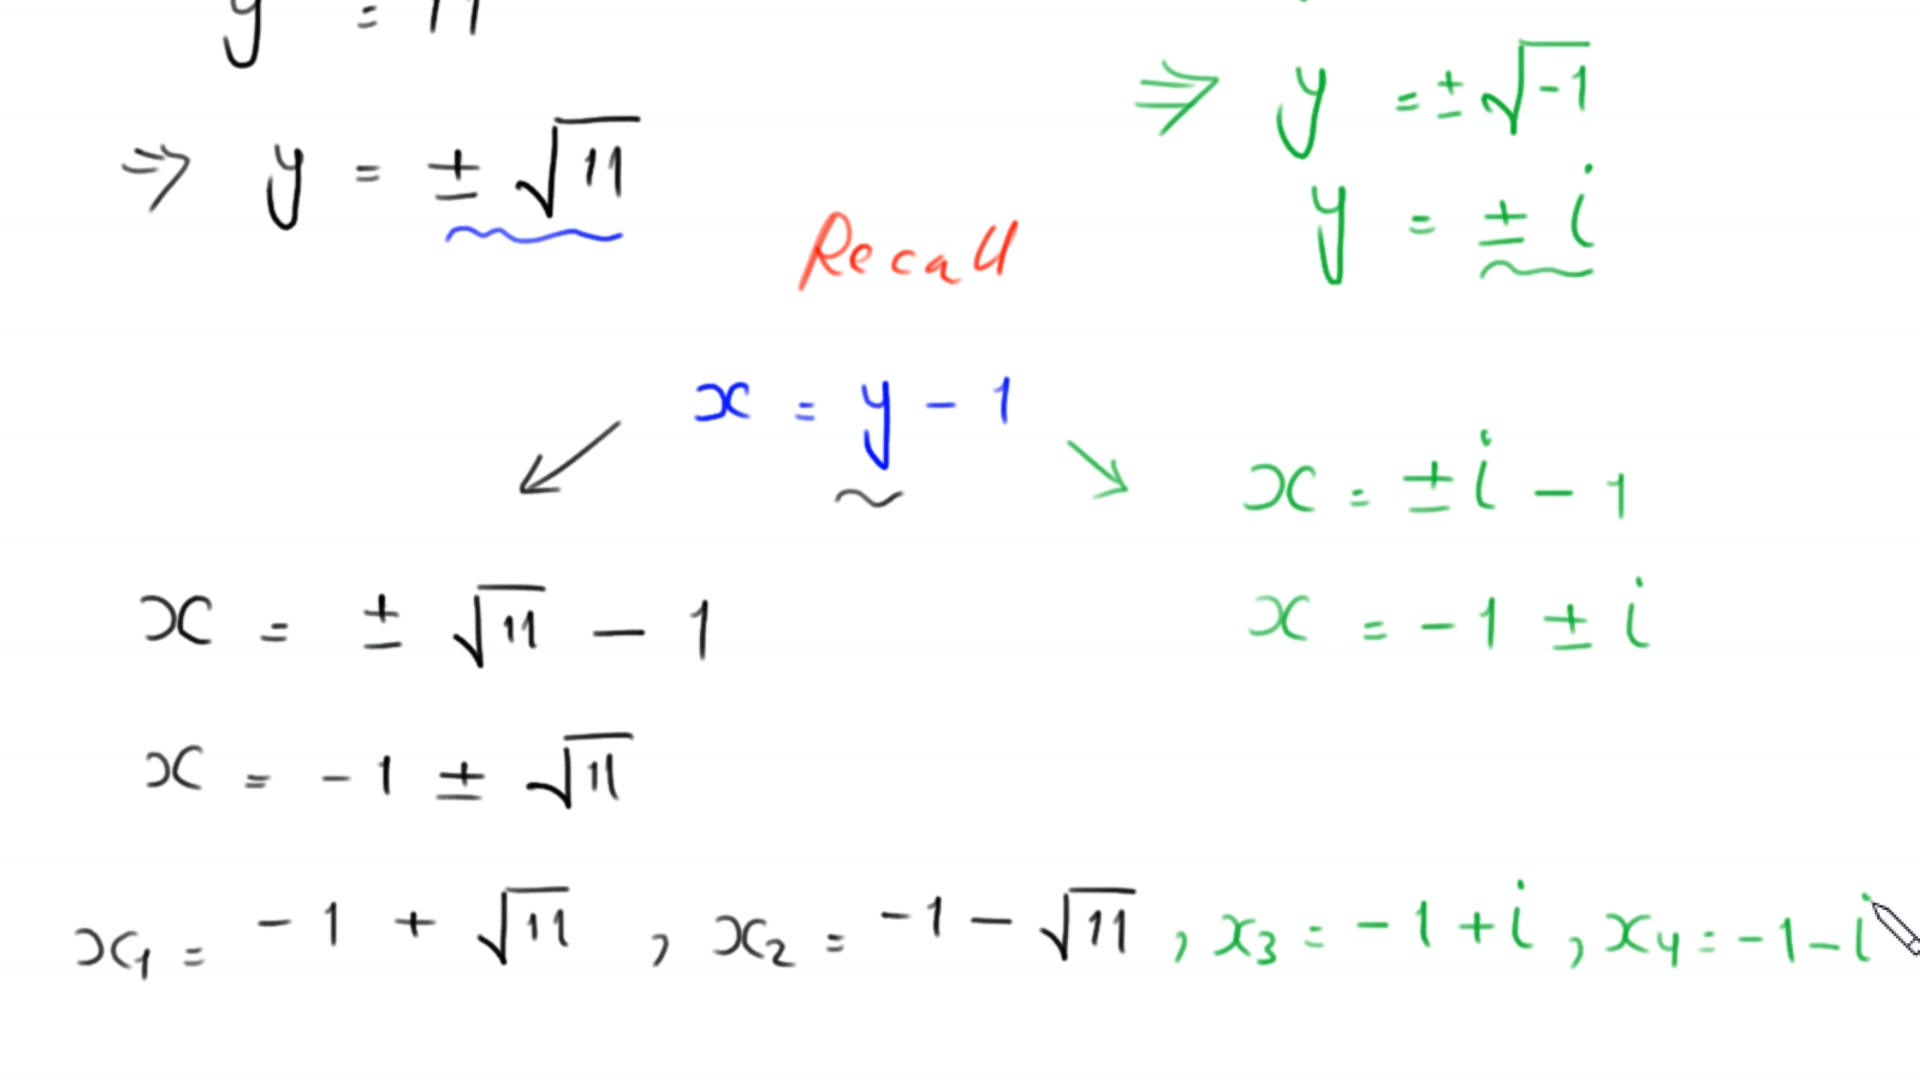 y = 11
⇒ y = ± √11
⇒ y = ± √-1
y = ± i
Recall
x = y - 1
x = ± i - 1
x = ± √11 - 1
x = -1 ± i
x = -1 ± √11
x₁ = -1 + √11 , x₂ = -1 - √11 , x₃ = -1 + i , x₄ = -1 - i